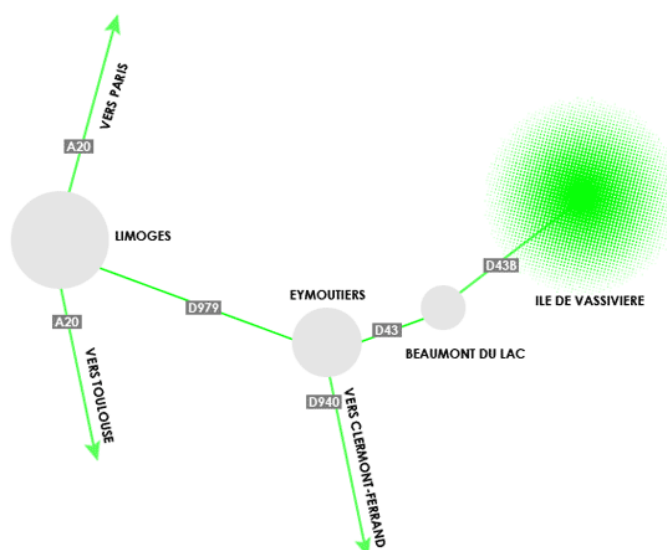 VERS PARIS
A20
LIMOGES
A20
VERS TOULOUSE
D979
EYMOUTIERS
D43
D43B
ILE DE VASSIVIERE
BEAUMONT DU LAC
D940
VERS CLERMONT-FERRAND